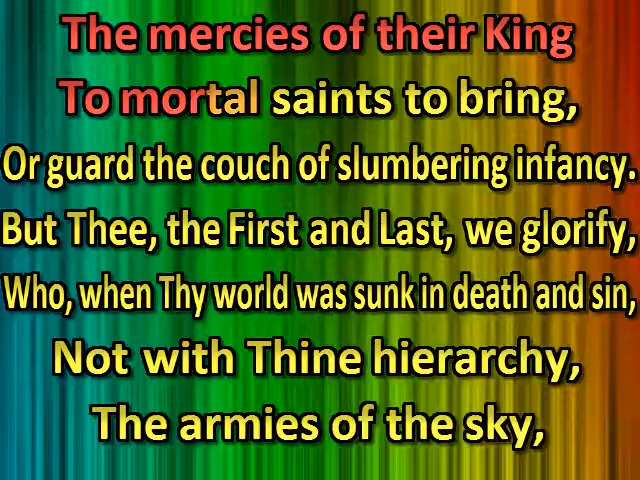 The mercies of their King
To mortal saints to bring,
Or guard the couch of slumbering infancy.
But Thee, the First and Last, we glorify,
Who, when Thy world was sunk in death and sin,
Not with Thine hierarchy,
The armies of the sky,